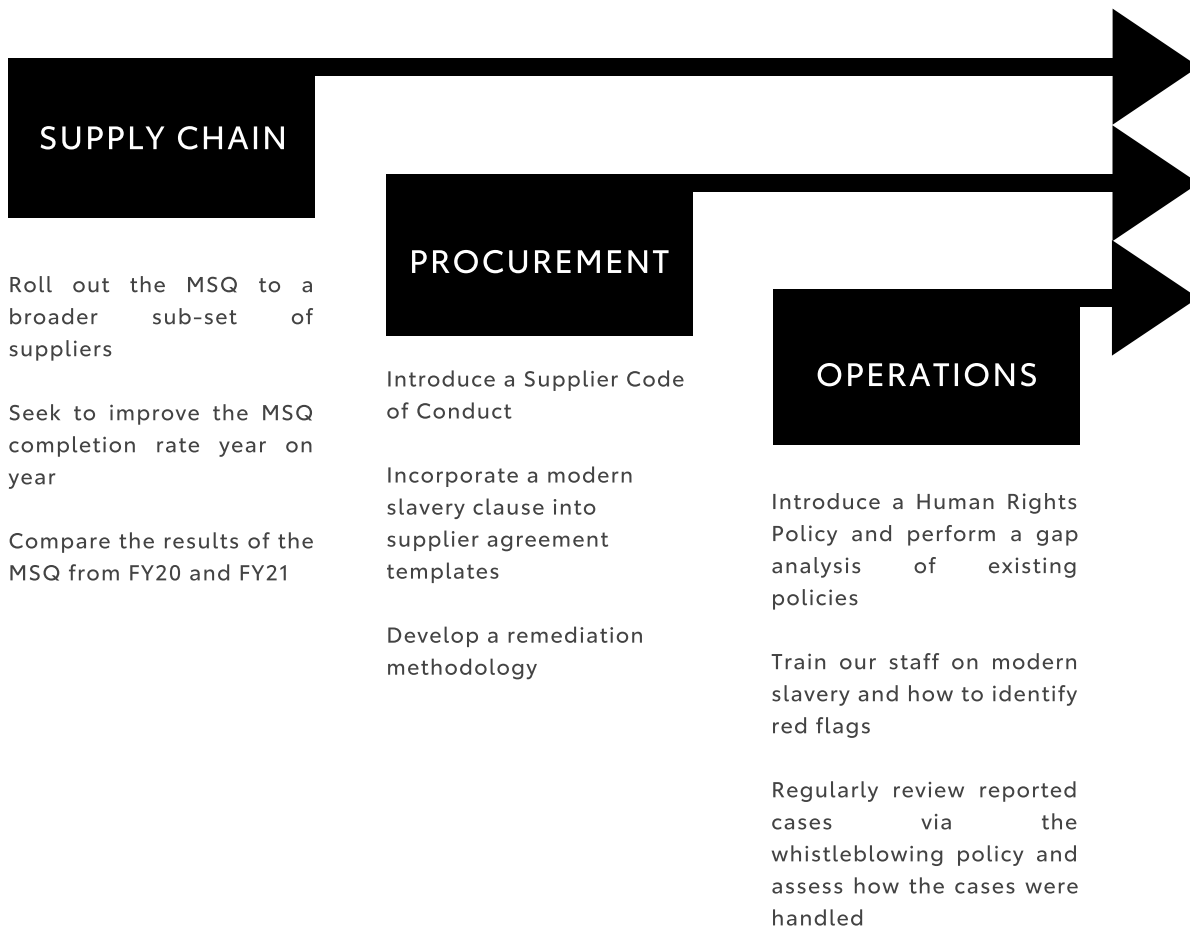 SUPPLY CHAIN
Roll out the MSQ to a
broader sub-set of
suppliers
Seek to improve the MSQ
completion rate year on
year
Compare the results of the
MSQ from FY20 and FY21
PROCUREMENT
Introduce a Supplier Code
of Conduct
Incorporate a modern
slavery clause into
supplier agreement
templates
Develop a remediation
methodology
OPERATIONS
Introduce a Human Rights
Policy and perform a gap
analysis of existing
policies
Train our staff on modern
slavery and how to identify
red flags
Regularly review reported
cases via the
whistleblowing policy and
assess how the cases were
handled